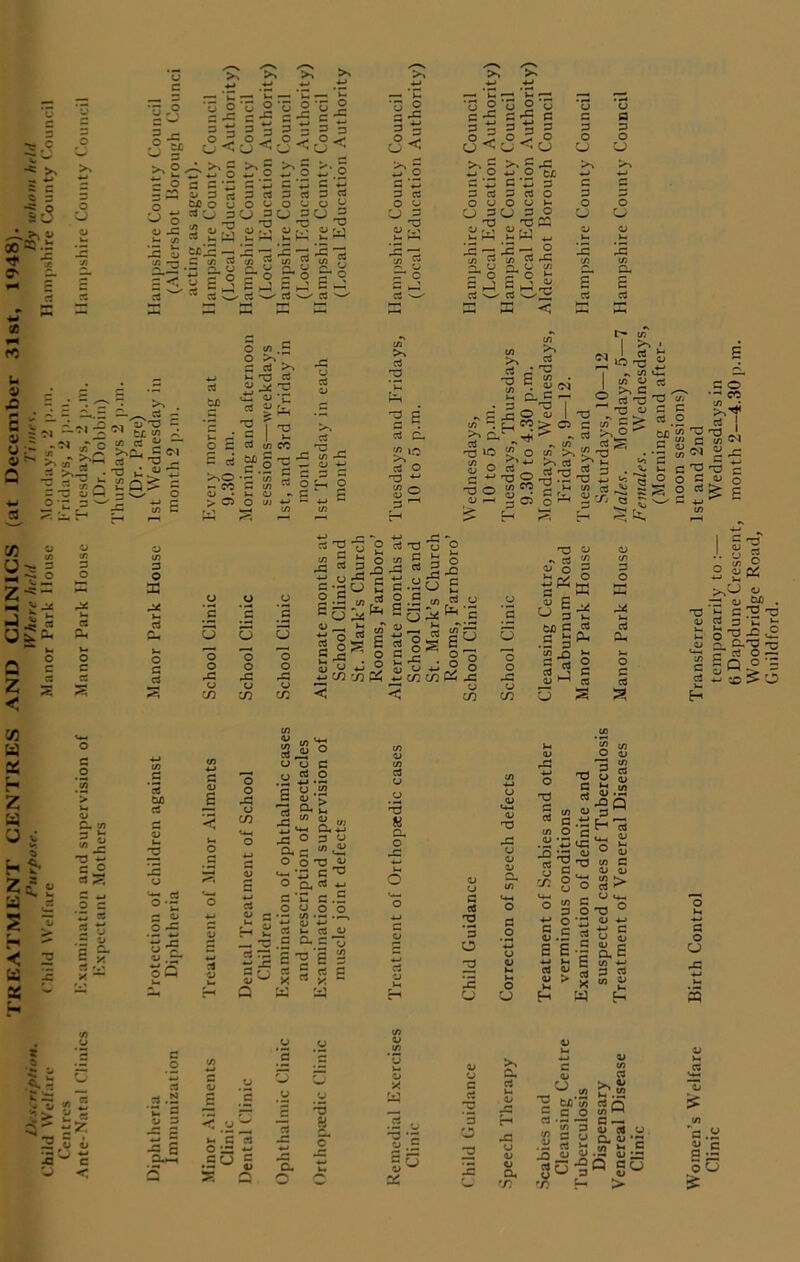 TREATMENT CENTRES AND CLINICS (at December 31st, 1948).
Description. Purpose. Where held Times. By whom held
Child Welfare Child Welfare Manor Park House Mondays, 2 p.m. Hampshire County Council
Centres Fridays, 2 p.m.
Ante-Natal Clinics Examination and supervision of Manor Park House Tuesdays, 2 p.m. Hampshire County Council
Expectant Mothers (Dr. Dobbin)
Thursdays 2 p.m.
(Dr. Page)
Diphtheria Protection of children against Manor Park House 1st Wednesday in Hampshire County Council
Immunization Diphtheria month 2 p.m. (Aldershot Borough Counci
acting as agent).
Minor Ailments Treatment of Minor Ailments School Clinic Every morning at Hampshire County Council
Clinic 9.30 a.m. (Local Education Authority)
Dental Clinic Dental Treatment of School School Clinic Morning and afternoon Hampshire County Council
Children sessions—weekdays (Local Education Authority)
Ophthalmic Clinic Examination of ophthalmic cases School Clinic 1st, and 3rd Friday in Hampshire County Council
and prescription of spectacles month (Local Education Authority)
Orthopædic Clinic Examination and supervision of Alternate months at 1st Tuesday in each Hampshire County Council
muscle joint defects School Clinic and month (Local Education Authority
St. Mark's Church
Rooms, Farnboro'
Remedial Exercises Treatment of Orthopædic cases Alternate months at Tuesdays, and Fridays, Hampshire County Council
Clinic School Clinic and 10 to 5 p.m. (Local Education Authority)
St. Mark's Church
Rooms, Farnboro'
Child Guidance Child Guidance School Clinic Wednesdays, Hampshire County Council
10 to 5 p.m. (Local Education Authority)
Speech Therapy Correction of speech defects School Clinic Tuesdays, Thursdays Hampshire County Council
9.30 to 4.30 p.m. (Local Education Authority)
Scabies and Treatment of Scabies and other Cleansing Centre, Mondays, Wednesdays, Aldershot Borough Council
Cleansing Centre verminous conditions Laburnum Road Fridays, 9—12.
Tuberculosis Examination of definite and Manor Park House Tuesdays and Hampshire County Council
Dispensary suspected cases of Tuberculosis Saturdays, 10—12
Venereal Disease Treatment of Venereal Diseases Manor Park House Males. Mondays, 5—7 Hampshire County Council
Clinic Females. Wednesdays,
(Morning and after-
noon sessions)
Women's Welfare Birth Control Transferred 1st and 2nd
Clinic temporarily to :— Wednesdays in
6 Dapdune Crescent, month 2—4.30 p.m.
Woodbridge Road,
Guildford.